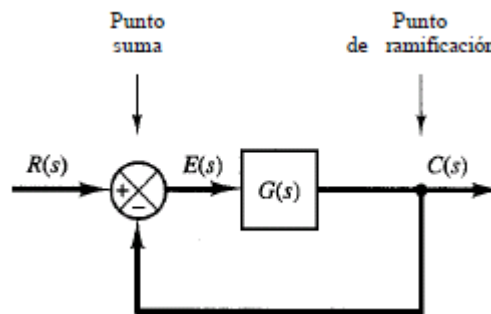 Punto
suma
Punto
de ramificación
R(s)
E(s)
G(s)
C(s)
+
−